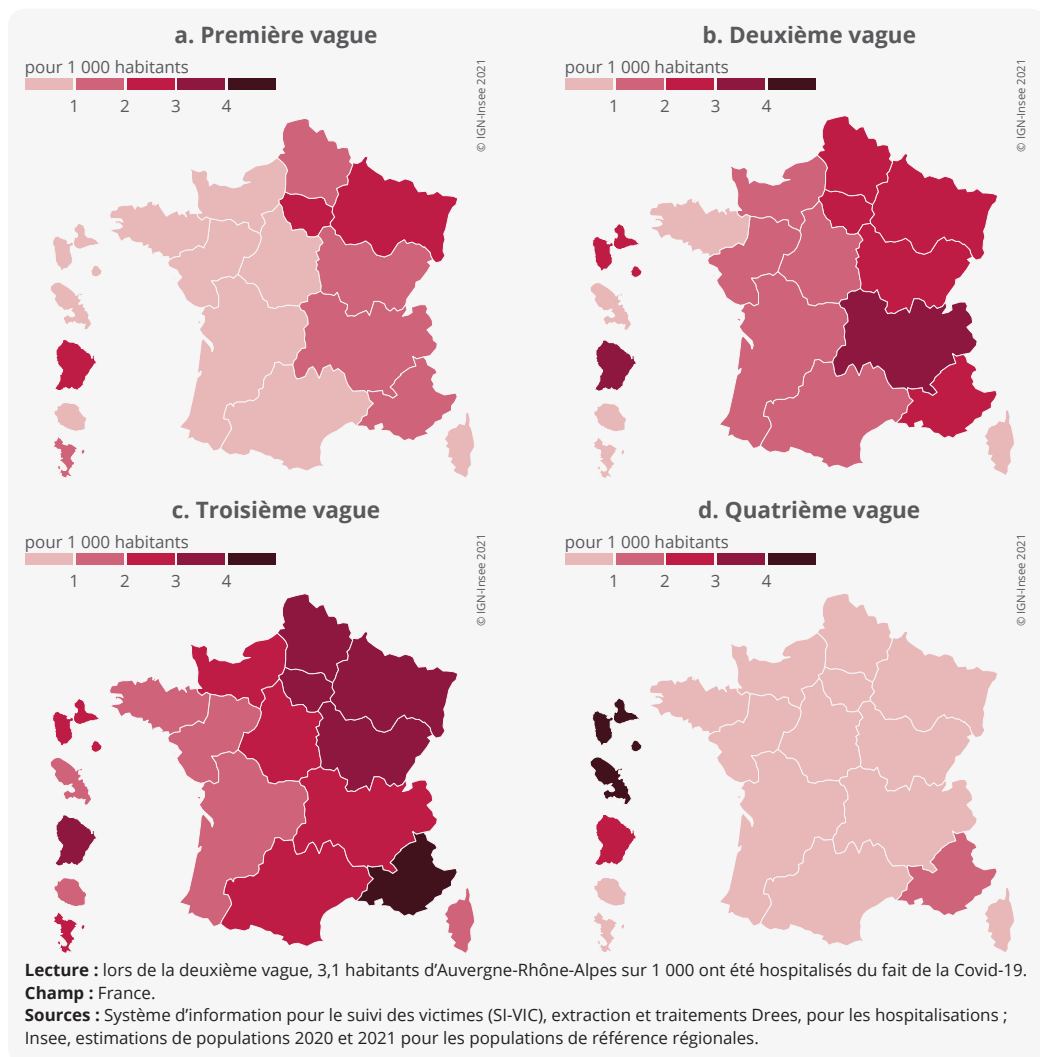 a. Première vague
pour 1 000 habitants
1 2 3 4
© IGN-Insee 2021
b. Deuxième vague
pour 1 000 habitants
1 2 3 4
© IGN-Insee 2021
c. Troisième vague
pour 1 000 habitants
1 2 3 4
© IGN-Insee 2021
d. Quatrième vague
pour 1 000 habitants
1 2 3 4
© IGN-Insee 2021
Lecture : lors de la deuxième vague, 3,1 habitants d’Auvergne-Rhône-Alpes sur 1 000 ont été hospitalisés du fait de la Covid-19.
Champ : France.
Sources : Système d’information pour le suivi des victimes (SI-VIC), extraction et traitements Drees, pour les hospitalisations ;
Insee, estimations de populations 2020 et 2021 pour les populations de référence régionales.